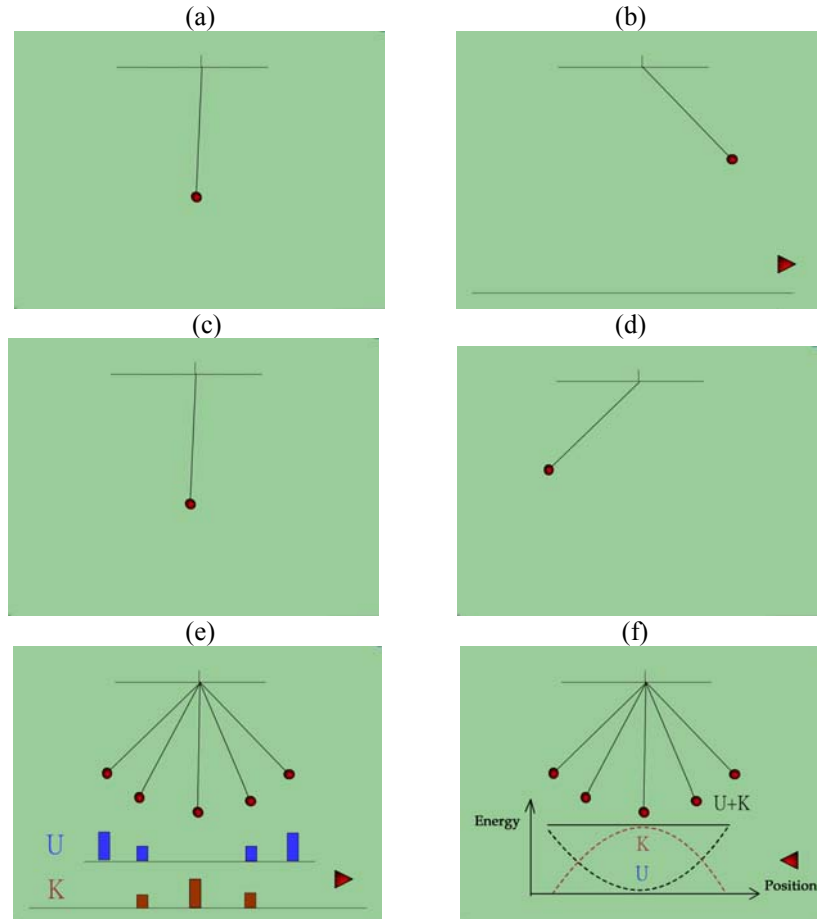 (a)
(b)
(c)
(d)
(e)
(f)
U
K
U+K
Energy
K
U
Position